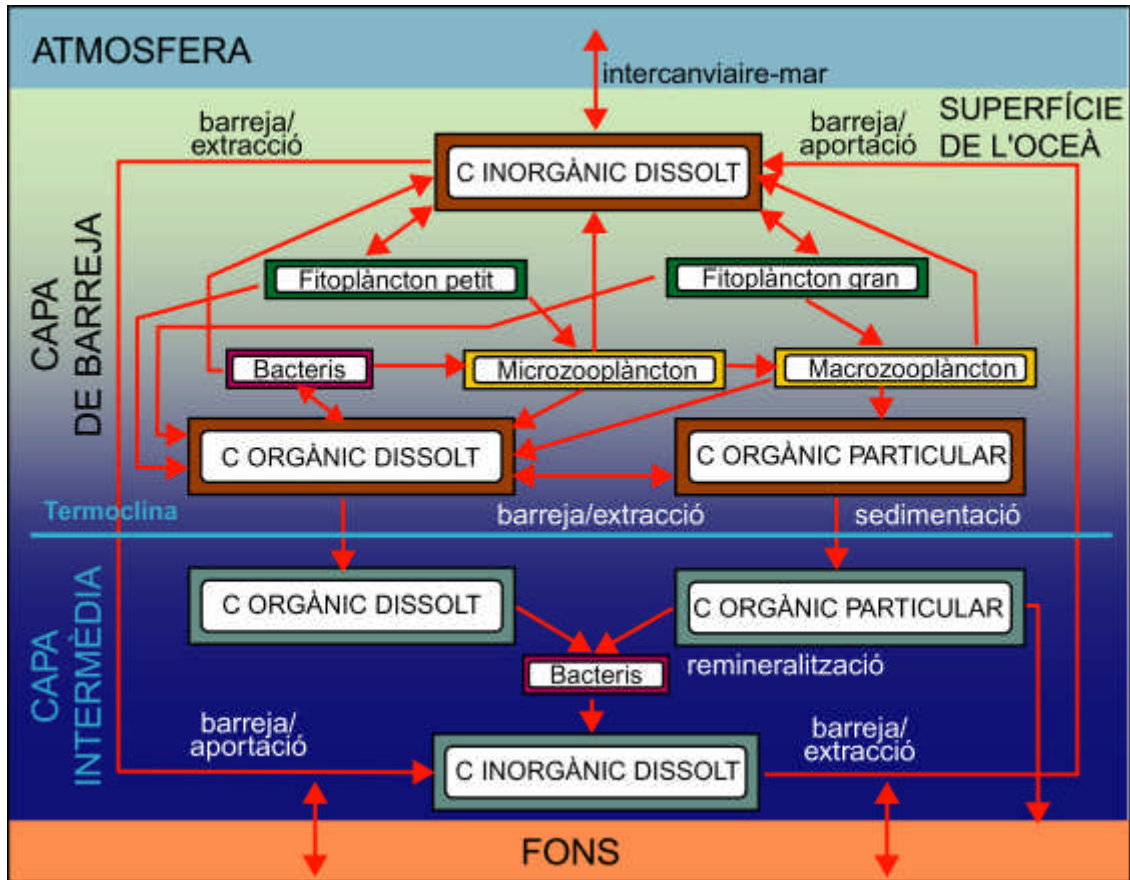 ATMOSFERA
intercanviaire-mar
SUPERFÍCIE
DE L'OCEÀ
barreja/
extracció
barreja/
aportació
C INORGÀNIC DISSOLT
CAPA
DE BARREJA
Fitoplàncton petit
Fitoplàncton gran
Bacteris
Microzooplàncton
Macrozooplàncton
C ORGÀNIC DISSOLT
C ORGÀNIC PARTICULAR
Termoclina
barreja/extracció
sedimentació
CAPA
INTERMÈDIA
C ORGÀNIC DISSOLT
C ORGÀNIC PARTICULAR
Bacteris
remineralització
barreja/
aportació
barreja/
extracció
C INORGÀNIC DISSOLT
FONS